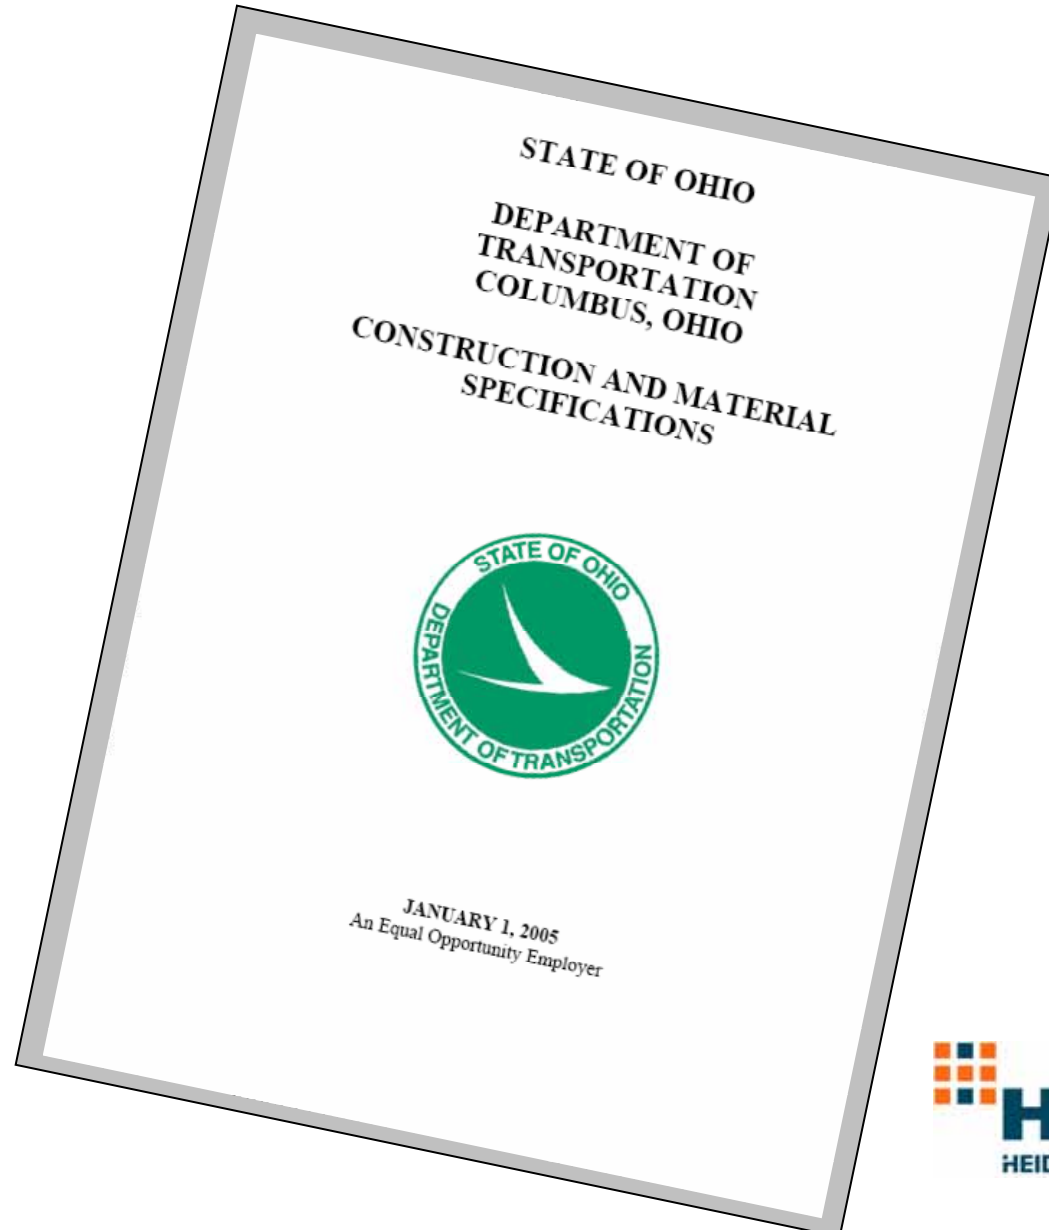 STATE OF OHIO
DEPARTMENT OF
TRANSPORTATION
COLUMBUS, OHIO
CONSTRUCTION AND MATERIAL
SPECIFICATIONS
STATE OF OHIO
DEPARTMENT OF TRANSPORTATION
JANUARY 1, 2005
An Equal Opportunity Employer